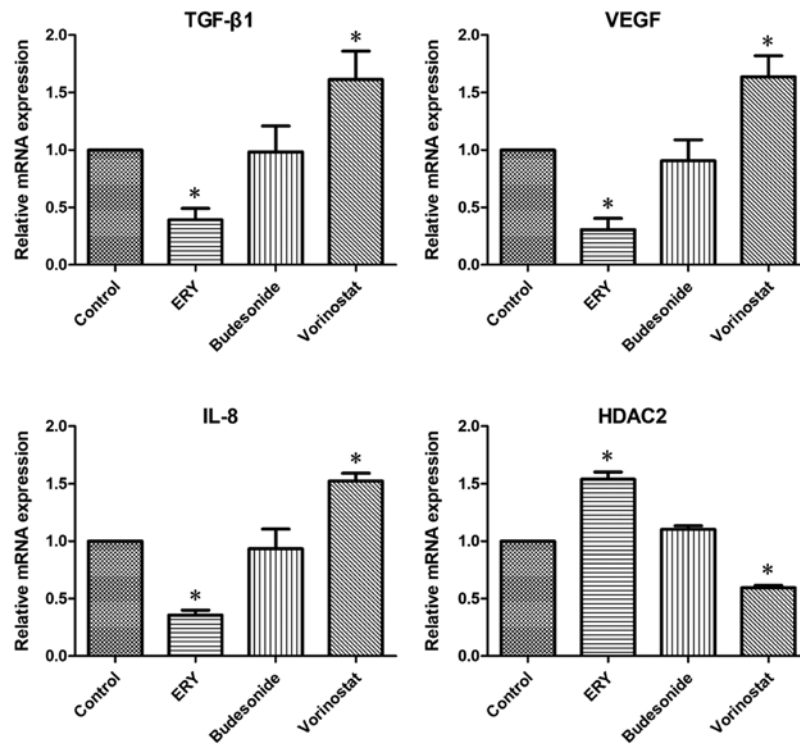 TGF-β1
Relative mRNA expression
2.0
1.5
1.0
0.5
0.0
*
*
Control
ERY
Budesonide
Vorinostat
VEGF
Relative mRNA expression
2.0
1.5
1.0
0.5
0.0
*
*
Control
ERY
Budesonide
Vorinostat
IL-8
Relative mRNA expression
2.0
1.5
1.0
0.5
0.0
*
*
Control
ERY
Budesonide
Vorinostat
HDAC2
Relative mRNA expression
2.0
1.5
1.0
0.5
0.0
*
*
Control
ERY
Budesonide
Vorinostat